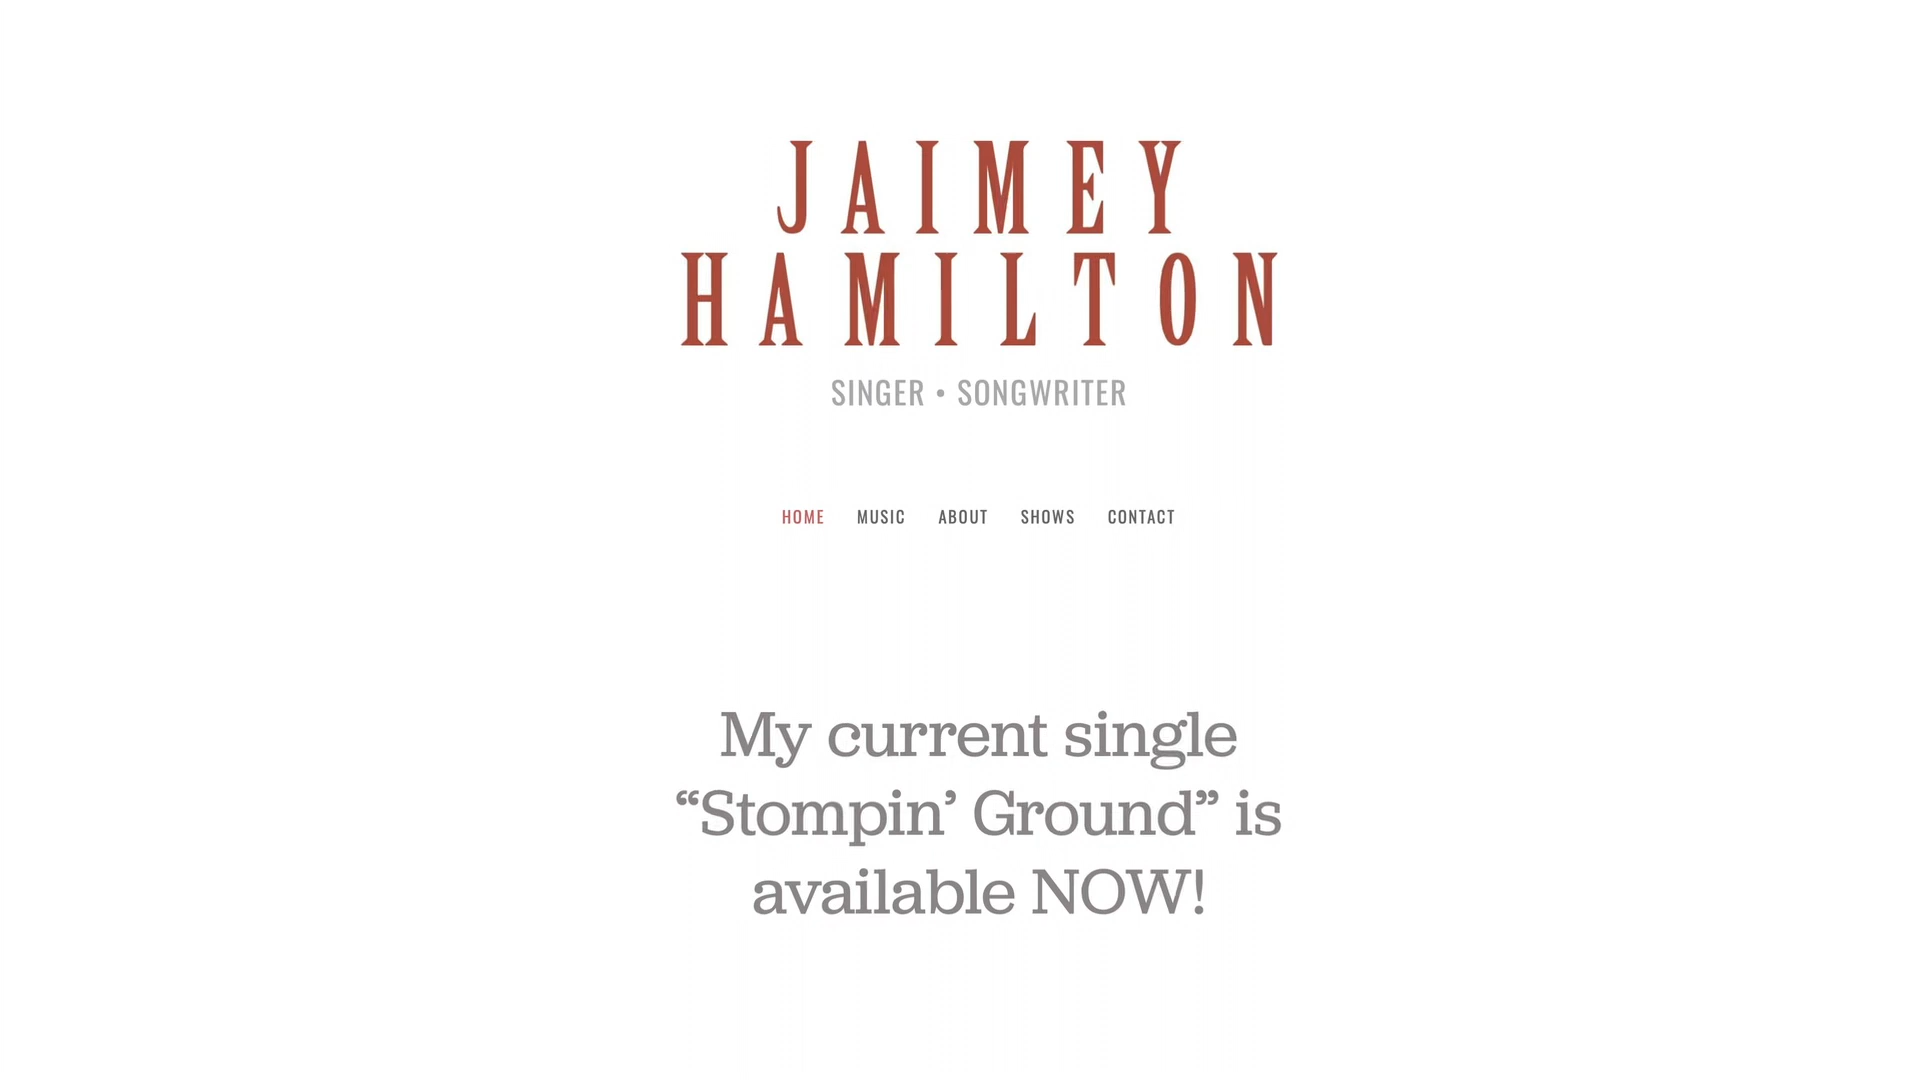 JAIMEY
HAMILTON
SINGER • SONGWRITER
HOME MUSIC ABOUT SHOWS CONTACT
My current single
“Stompin’ Ground” is
available NOW!